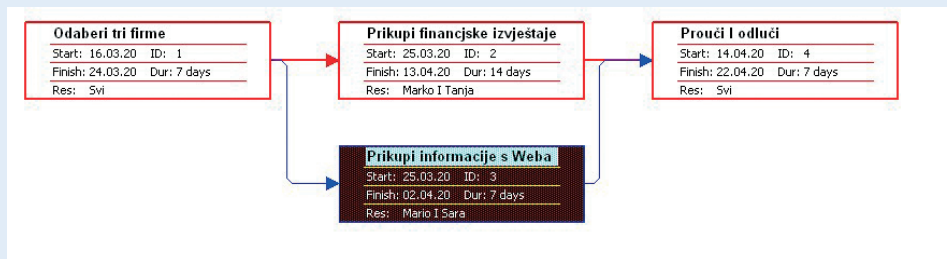 Odaberi tri firme
Start: 16.03.20 ID: 1
Finish: 24.03.20 Dur: 7 days
Res: Svi
Prikupi financjske izvještaje
Start: 25.03.20 ID: 2
Finish: 13.04.20 Dur: 14 days
Res: Marko I Tanja
Prouči I odluči
Start: 14.04.20 ID: 4
Finish: 22.04.20 Dur: 7 days
Res: Svi
Prikupi informacije s Weba
Start: 25.03.20 ID: 3
Finish: 02.04.20 Dur: 7 days
Res: Mario I Sara